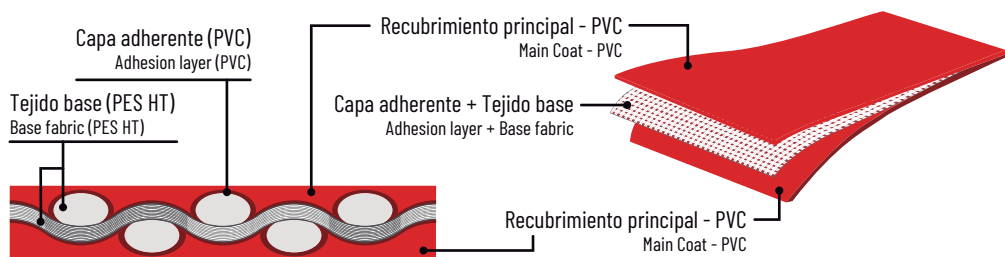 Capa adherente (PVC)
Adhesion layer (PVC)
Tejido base (PES HT)
Base fabric (PES HT)
Recubrimiento principal - PVC
Main Coat - PVC
Capa adherente + Tejido base
Adhesion layer + Base fabric
Recubrimiento principal - PVC
Main Coat - PVC